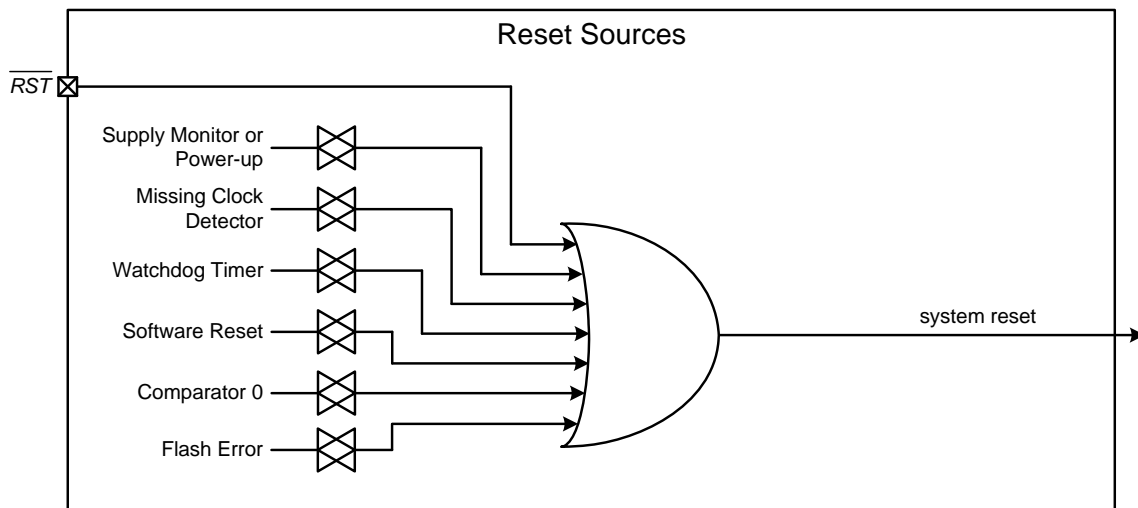 Reset Sources
RST
Supply Monitor or
Power-up
Missing Clock
Detector
Watchdog Timer
Software Reset
Comparator 0
Flash Error
system reset